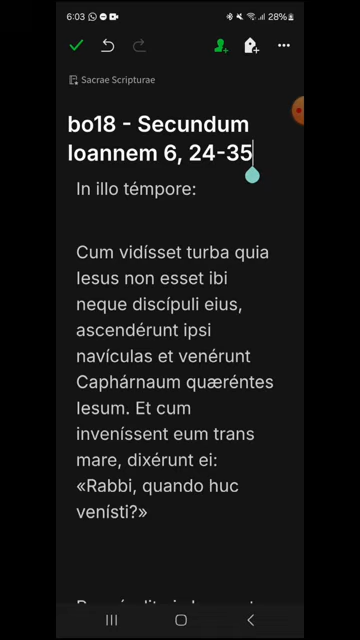 6:03
28%
Sacrae Scripturae
bo18 - Secundum
Ioannem 6, 24-35
In illo témpore:
Cum vidísset turba quia
Iesus non esset ibi
neque discípuli eius,
ascendérunt ipsi
navículas et venérunt
Caphárnaum quæréntes
Iesum. Et cum
inveníssent eum trans
mare, dixérunt ei:
«Rabbi, quando huc
venísti?»